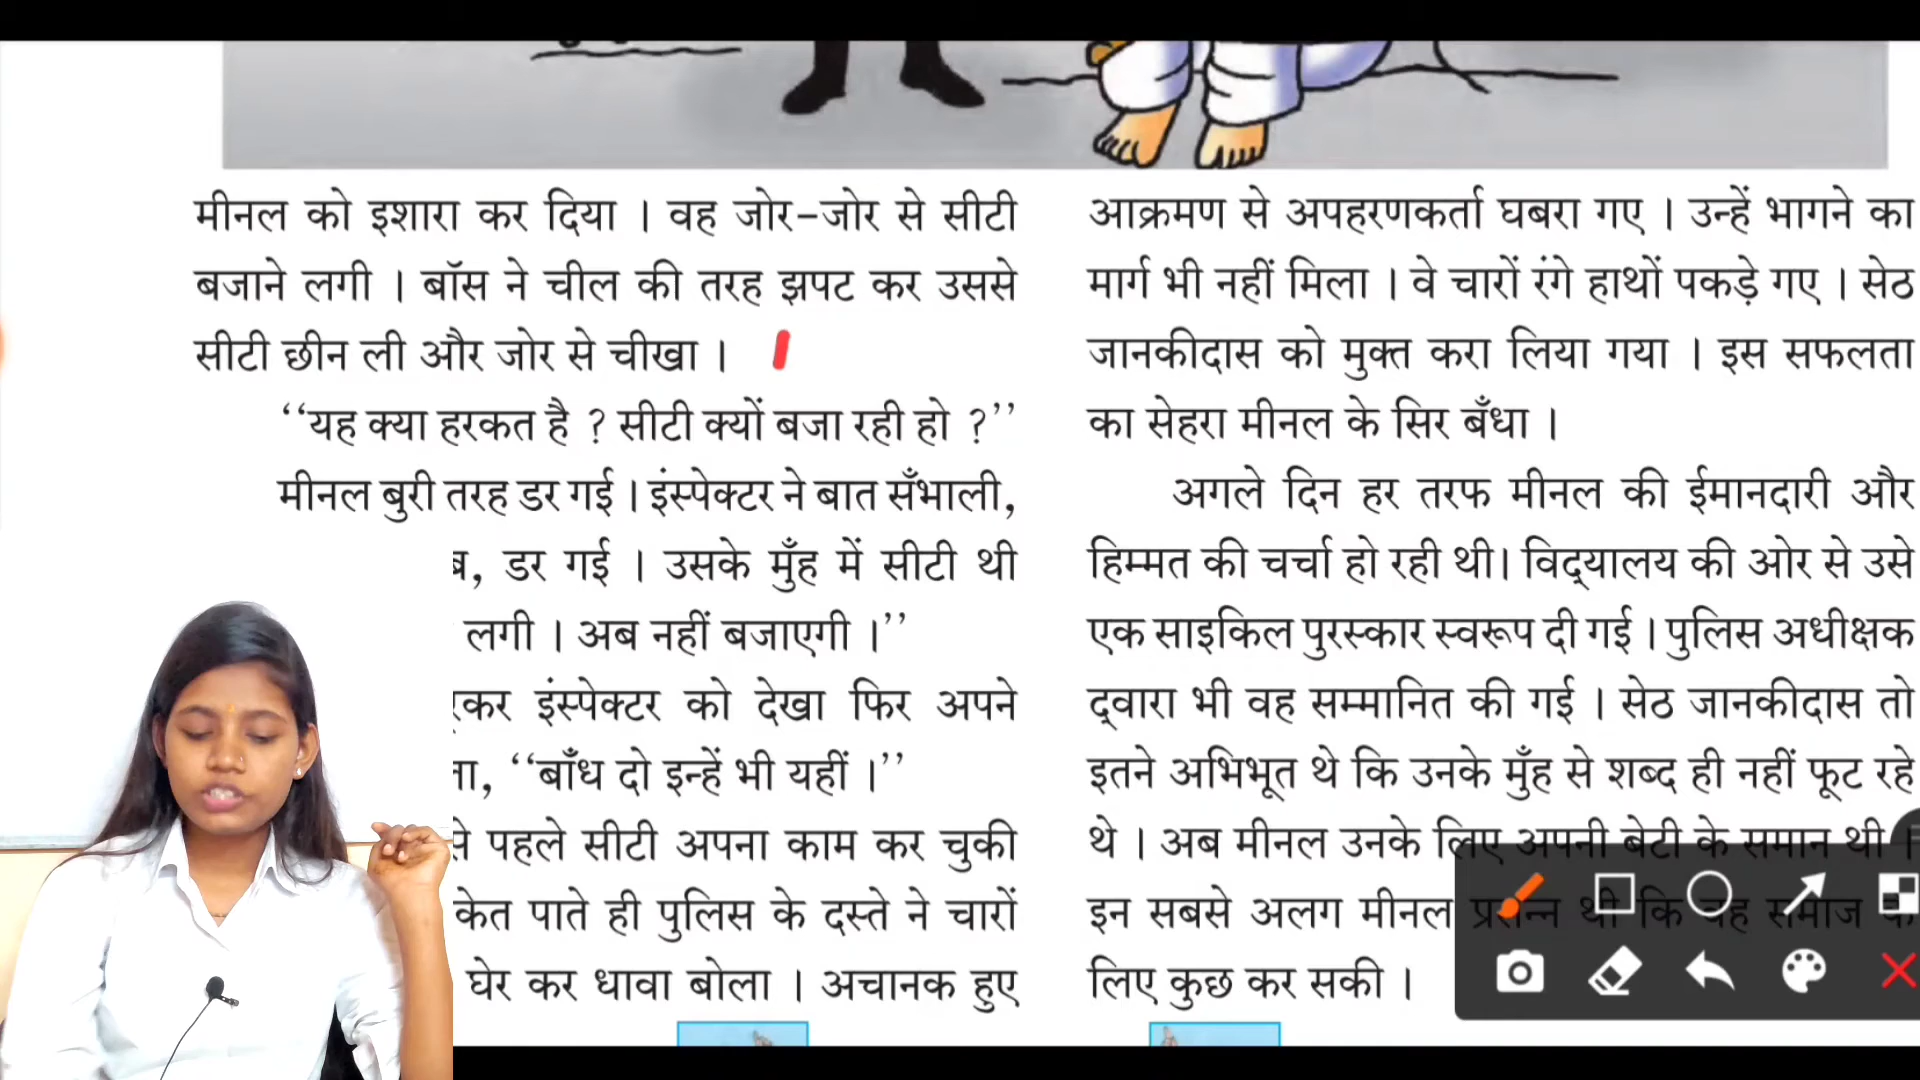 मीनल को इशारा कर दिया । वह जोर-जोर से सीटी
बजाने लगी । बॉस ने चील की तरह झपट कर उससे
सीटी छीन ली और जोर से चीखा ।
‘‘यह क्या हरकत है ? सीटी क्यों बजा रही हो ?’’
मीनल बुरी तरह डर गई । इंस्पेक्टर ने बात सँभाली,
डर गई । उसके मुँह में सीटी थी
लगी । अब नहीं बजाएगी ।’’
इंस्पेक्टर को देखा फिर अपने
‘‘बाँध दो इन्हें भी यहीं ।’’
पहले सीटी अपना काम कर चुकी
पाते ही पुलिस के दस्ते ने चारों
घेर कर धावा बोला । अचानक हुए
आक्रमण से अपहरणकर्ता घबरा गए । उन्हें भागने का
मार्ग भी नहीं मिला । वे चारों रंगे हाथों पकड़े गए । सेठ
जानकीदास को मुक्त करा लिया गया । इस सफलता
का सेहरा मीनल के सिर बँधा ।
अगले दिन हर तरफ मीनल की ईमानदारी और
हिम्मत की चर्चा हो रही थी। विद्‌यालय की ओर से उसे
एक साइकिल पुरस्कार स्वरूप दी गई । पुलिस अधीक्षक
द्‌वारा भी वह सम्मानित की गई । सेठ जानकीदास तो
इतने अभिभूत थे कि उनके मुँह से शब्द ही नहीं फूट रहे
थे । अब मीनल उनके लिए अपनी बेटी के समान थी ।
इन सबसे अलग मीनल प्रसन्न थी कि वह समाज के
लिए कुछ कर सकी ।